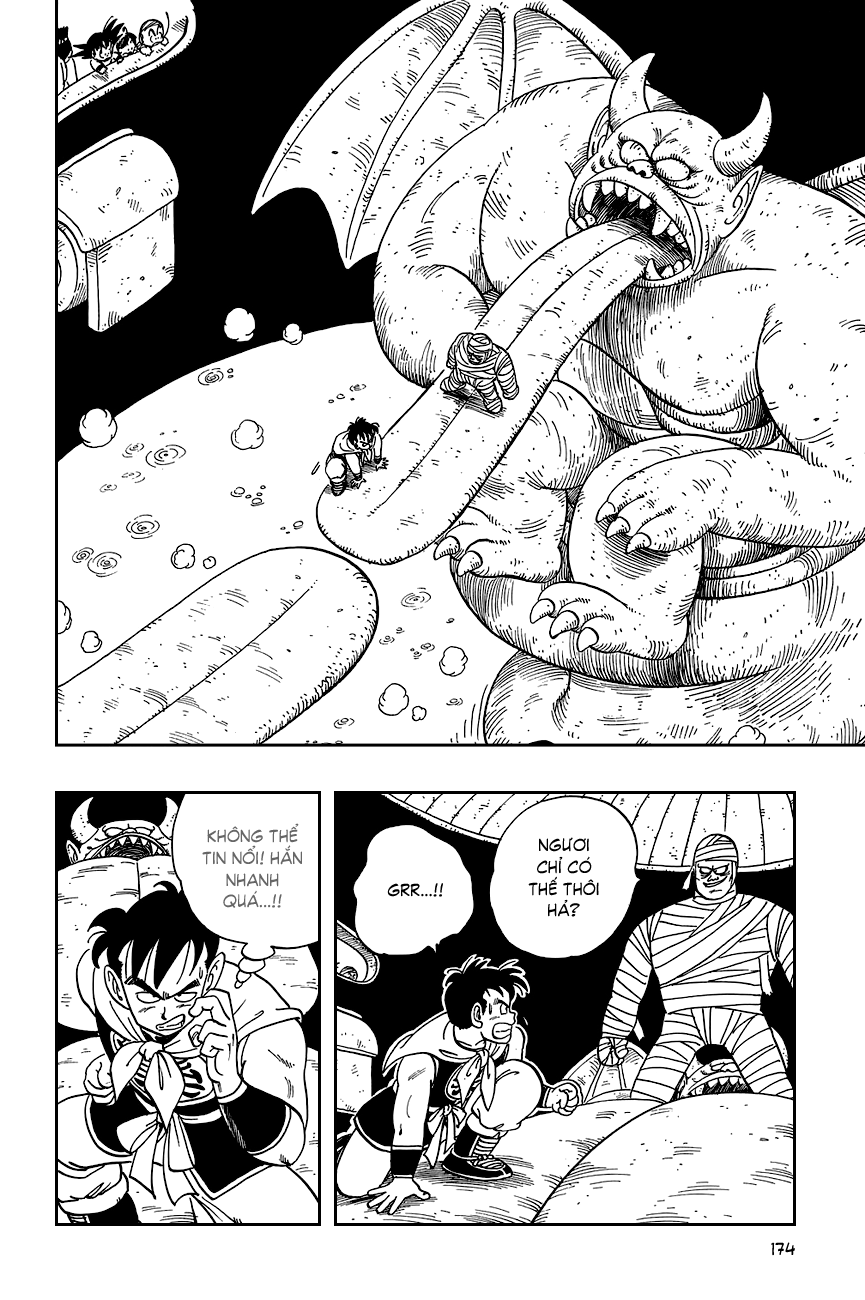 KHÔNG THỂ
TIN NỔI! HẮN
NHANH
QUÁ...!!
GRR...!!
NGƯƠI
CHỈ CÓ
THẾ THÔI
HẢ?
174